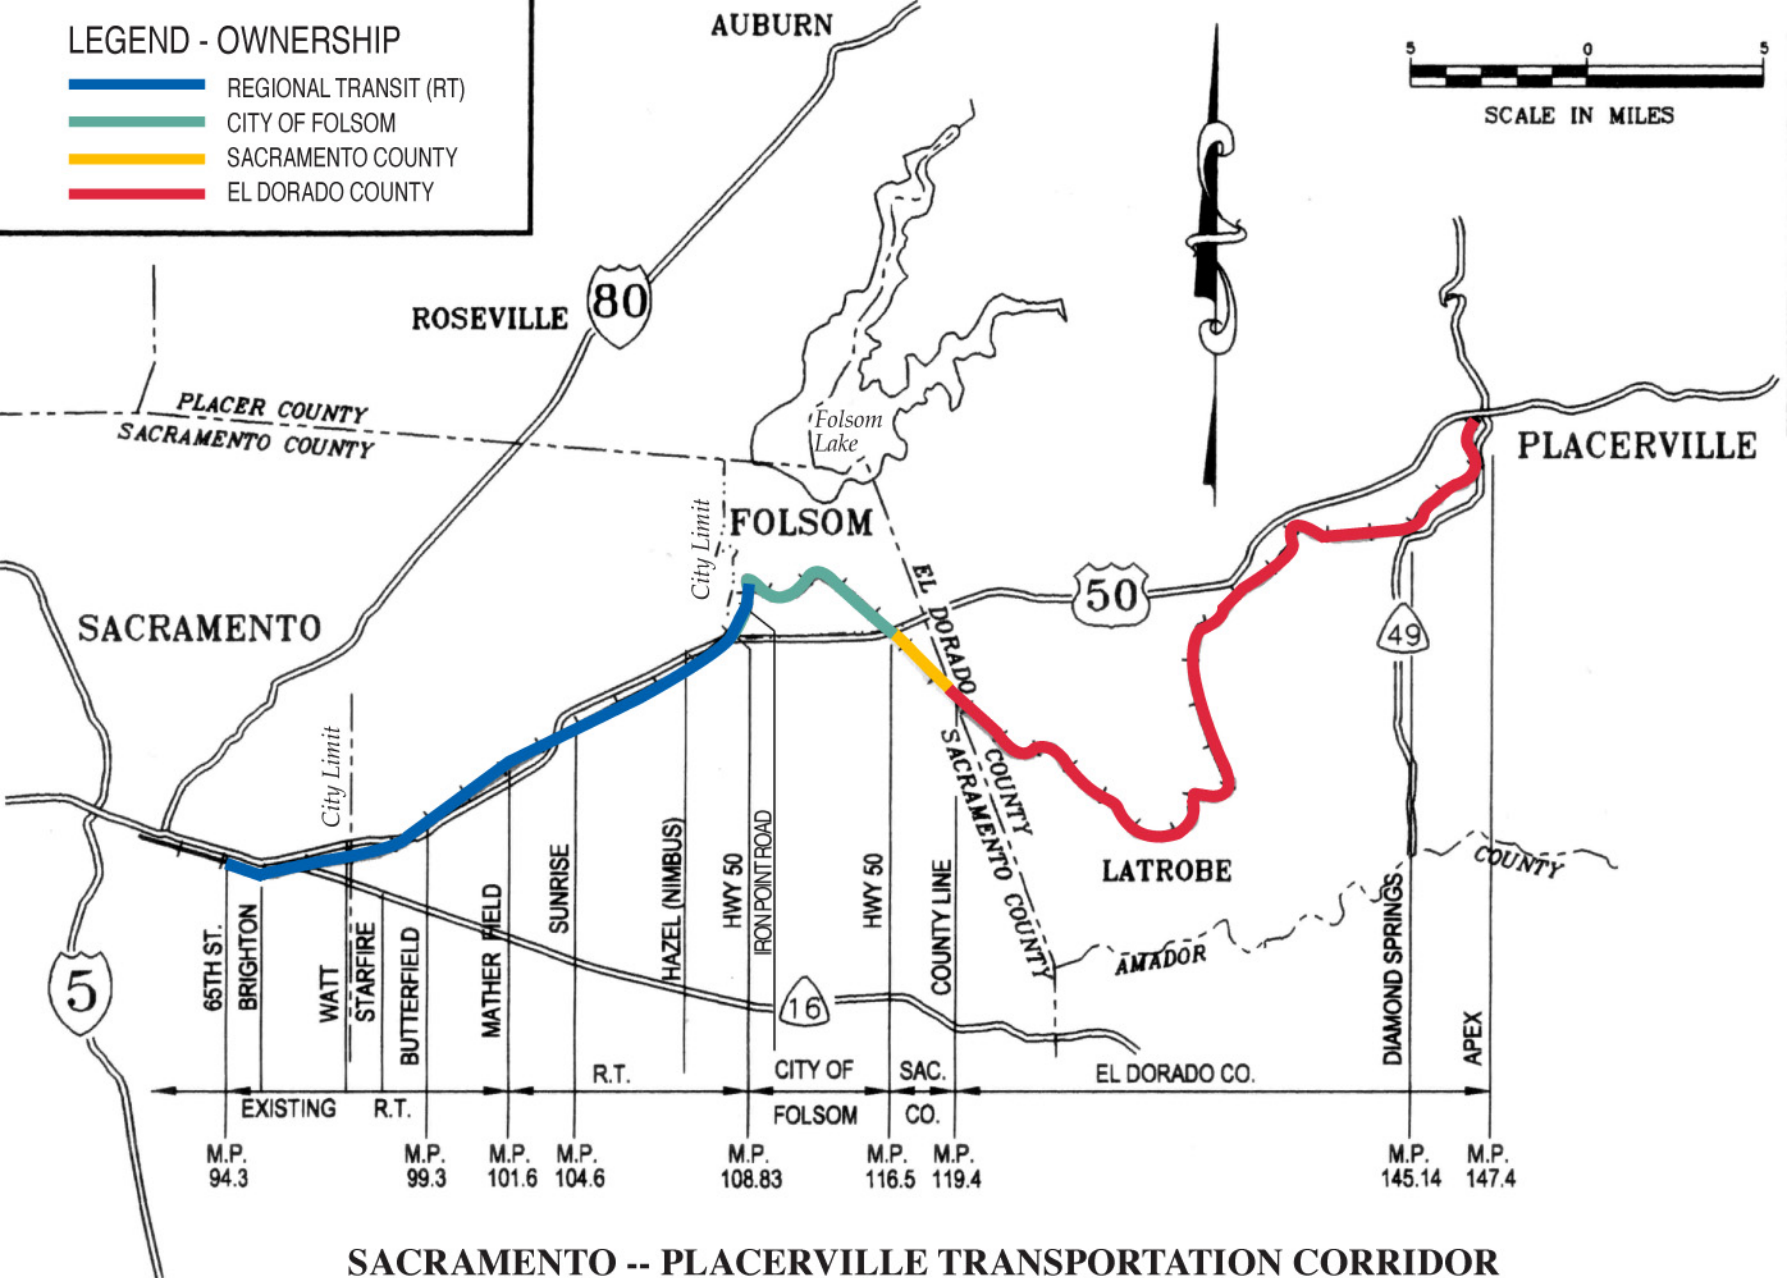 LEGEND - OWNERSHIP
REGIONAL TRANSIT (RT)
CITY OF FOLSOM
SACRAMENTO COUNTY
EL DORADO COUNTY
AUBURN
5 0 5
SCALE IN MILES
80
ROSEVILLE
PLACER COUNTY
SACRAMENTO COUNTY
Folsom
Lake
PLACERVILLE
City Limit
FOLSOM
EL DORADO COUNTY
SACRAMENTO COUNTY
50
49
SACRAMENTO
City Limit
LATROBE
AMADOR COUNTY
5
16
65TH ST.
BRIGHTON
WATT
STARFIRE
BUTTERFIELD
MATHER FIELD
SUNRISE
HAZEL (NIMBUS)
HWY 50
IRON POINT ROAD
HWY 50
COUNTY LINE
DIAMOND SPRINGS
APEX
EXISTING R.T.
R.T.
CITY OF
FOLSOM
SAC.
CO.
EL DORADO CO.
M.P.
94.3
M.P.
99.3
M.P.
101.6
M.P.
104.6
M.P.
108.83
M.P.
116.5
M.P.
119.4
M.P.
145.14
M.P.
147.4
SACRAMENTO -- PLACERVILLE TRANSPORTATION CORRIDOR